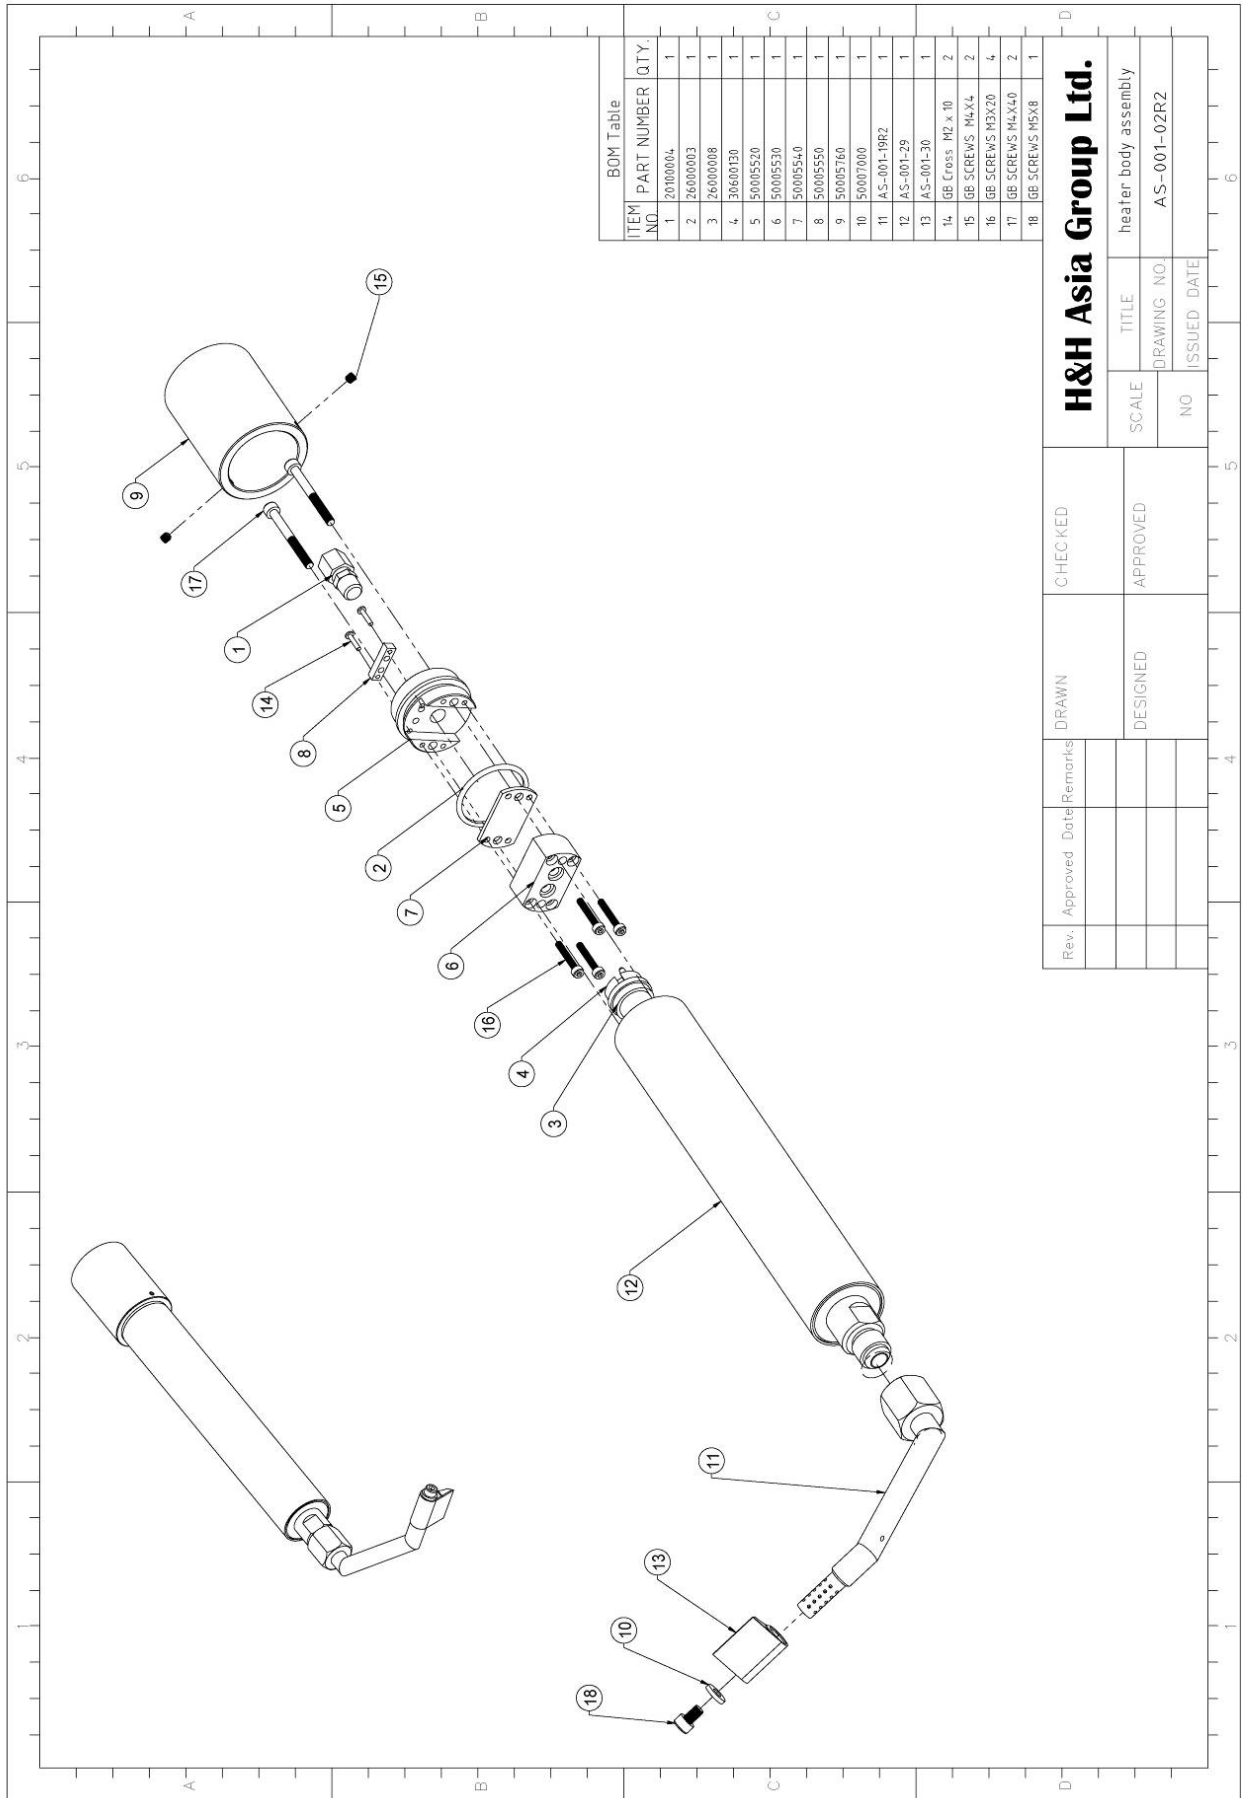 A
B
C
D
6
5
4
3
2
1
BOM Table
ITEM NO. PART NUMBER QTY.
1 20100004 1
2 26000003 1
3 26000008 1
4 30600130 1
5 50005520 1
6 50005530 1
7 50005540 1
8 50005550 1
9 50005760 1
10 50007000 1
11 AS-001-19R2 1
12 AS-001-29 1
13 AS-001-30 1
14 GB Cross M2 x 10 2
15 GB SCREWS M4X4 2
16 GB SCREWS M3X20 4
17 GB SCREWS M4X40 2
18 GB SCREWS M5X8 1
15
9
17
1
14
8
5
2
7
6
16
4
3
12
11
13
10
18
H&H Asia Group Ltd.
TITLE heater body assembly
DRAWING NO. AS-001-02R2
ISSUED DATE
SCALE
NO
CHECKED
APPROVED
DRAWN
DESIGNED
Rev. Approved Date Remarks
A
B
C
D
6
5
4
3
2
1